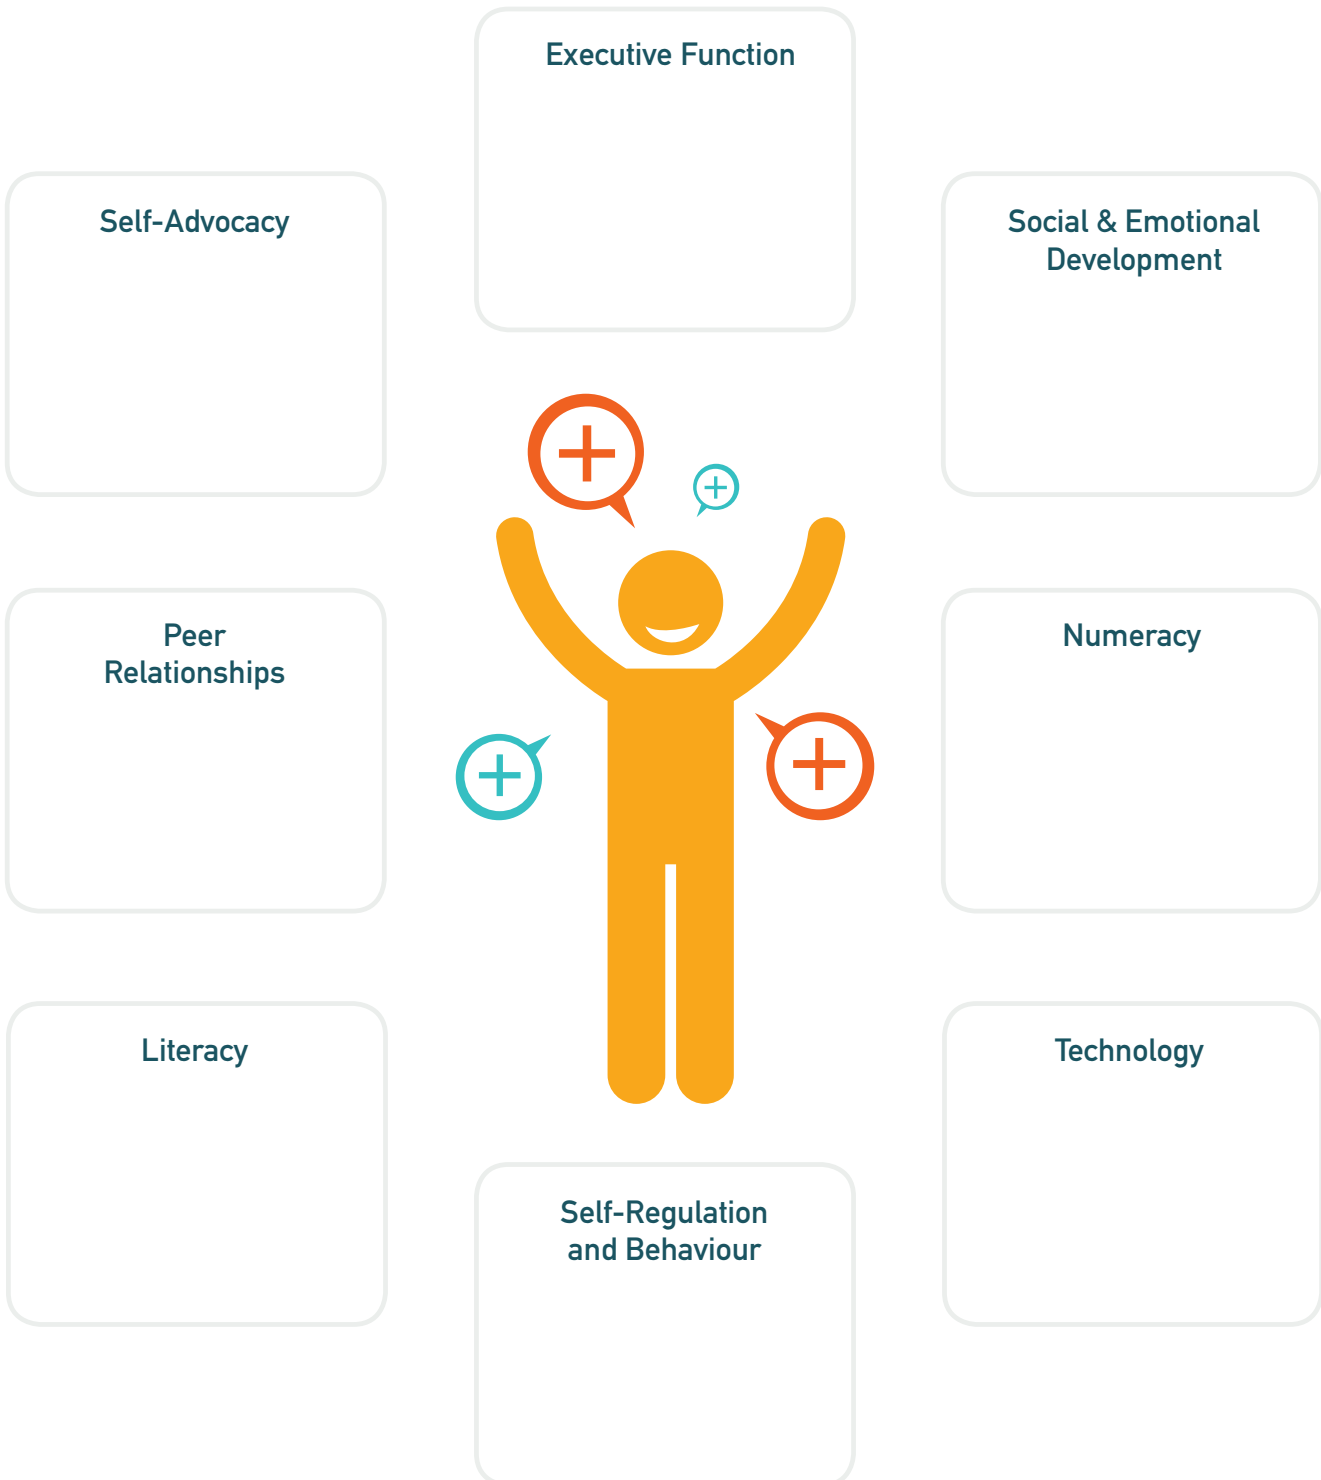 Executive Function
Self-Advocacy
Social & Emotional
Development
Peer
Relationships
Numeracy
Literacy
Technology
Self-Regulation
and Behaviour